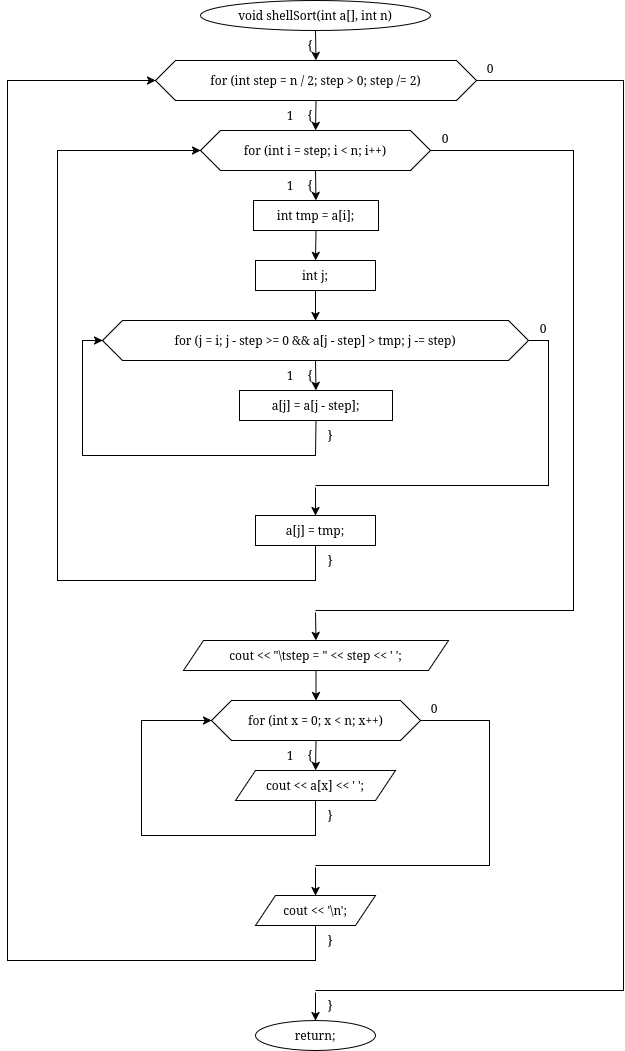 void shellSort(int a[], int n)
{
for (int step = n / 2; step > 0; step /= 2)
0
1 {
for (int i = step; i < n; i++)
0
1 {
int tmp = a[i];
int j;
for (j = i; j - step >= 0 && a[j - step] > tmp; j -= step)
0
1 {
a[j] = a[j - step];
}
a[j] = tmp;
}
cout << "\tstep = " << step << ' ';
for (int x = 0; x < n; x++)
0
1 {
cout << a[x] << ' ';
}
cout << '\n';
}
}
return;